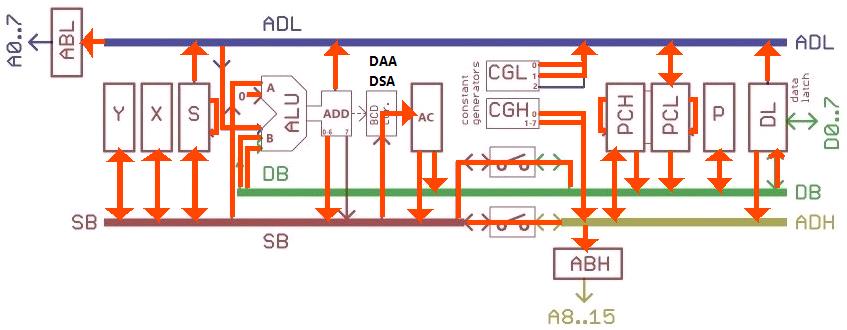 ADL
ADL
A0..7
ABL
DAA
DSA
constant
generators
CGL
0
1
2
CGH
0
1-7
Y
X
S
0
A
B
ALU
ADD
0-6
7
BCD
AC
PCH
PCL
P
DL
data
latch
D0..7
DB
DB
SB
SB
ADH
ABH
A8..15